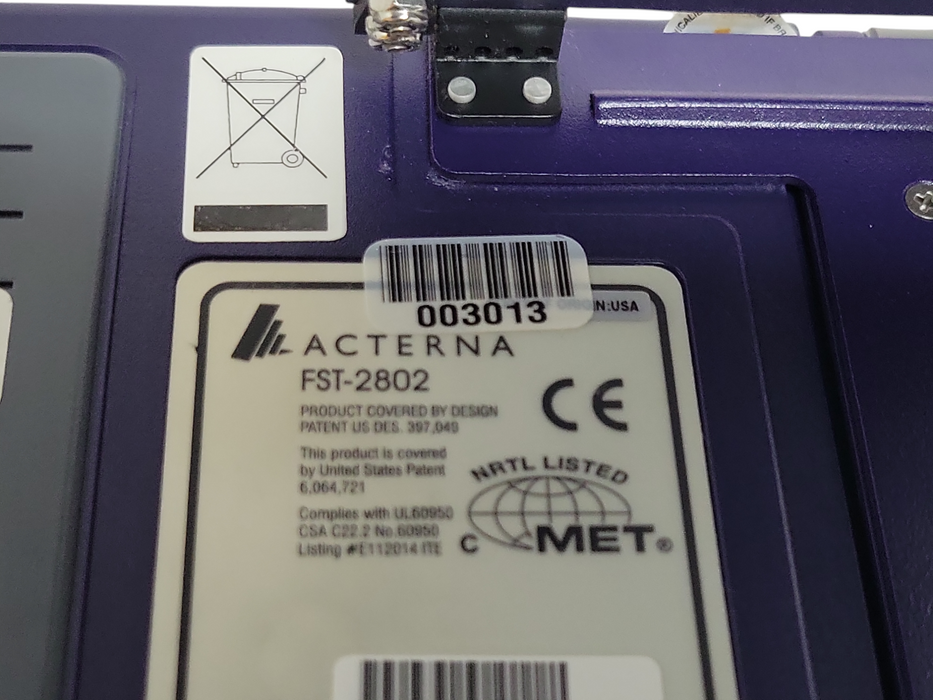 003013
ORIGIN:USA
ACTERNA
FST-2802
PRODUCT COVERED BY DESIGN
PATENT US DES. 397,049
CE
This product is covered
by United States Patent
6,064,721
NRTL LISTED
Complies with UL60950
CSA C22.2 No.60950
Listing #E112014 ITE
C MET®